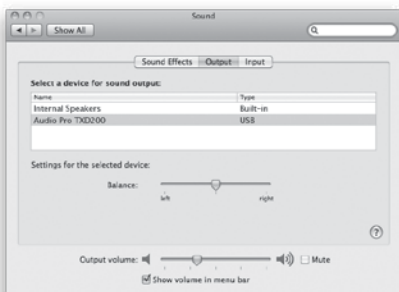 Sound
Show All
Sound Effects Output Input
Select a device for sound output:
Name Type
Internal Speakers Built-in
Audio Pro TXD200 USB
Settings for the selected device:
Balance:
left right
?
Output volume: Mute
Show volume in menu bar